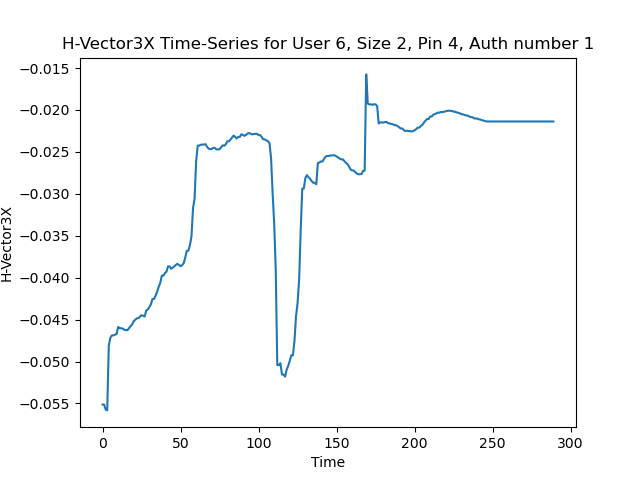 H-Vector3X Time-Series for User 6, Size 2, Pin 4, Auth number 1
−0.015
−0.020
−0.025
−0.030
−0.035
−0.040
−0.045
−0.050
−0.055
H-Vector3X
0 50 100 150 200 250 300
Time